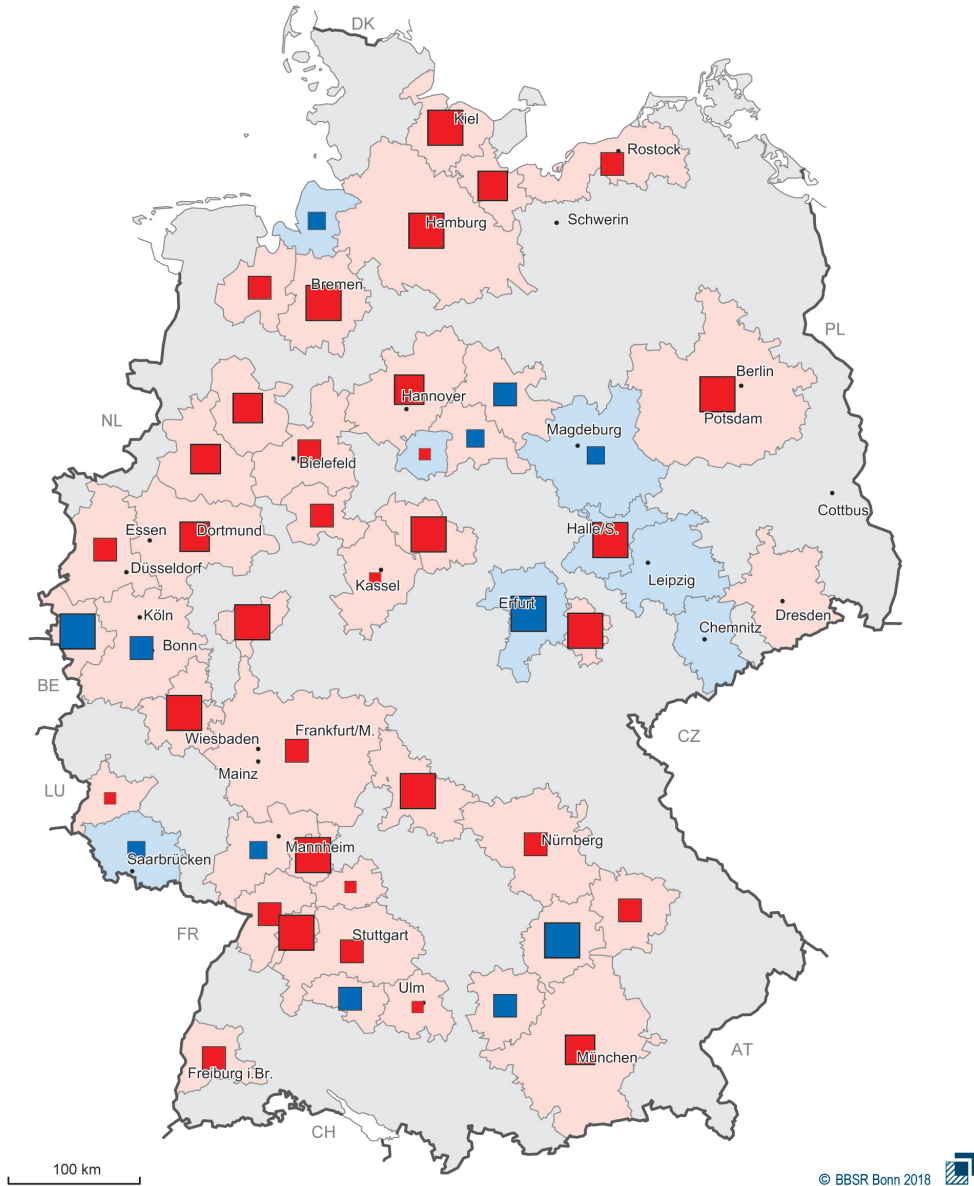 DK
Kiel
Rostock
Schwerin
Hamburg
Bremen
PL
Berlin
Hannover
Potsdam
NL
Magdeburg
Bielefeld
Cottbus
Essen
Dortmund
Halle/S.
Düsseldorf
Leipzig
Kassel
Erfurt
Köln
Dresden
Chemnitz
Bonn
BE
Frankfurt/M.
Wiesbaden
CZ
Mainz
LU
Nürnberg
Mannheim
Saarbrücken
FR
Stuttgart
Ulm
AT
München
Freiburg i.Br.
CH
100 km
© BBSR Bonn 2018